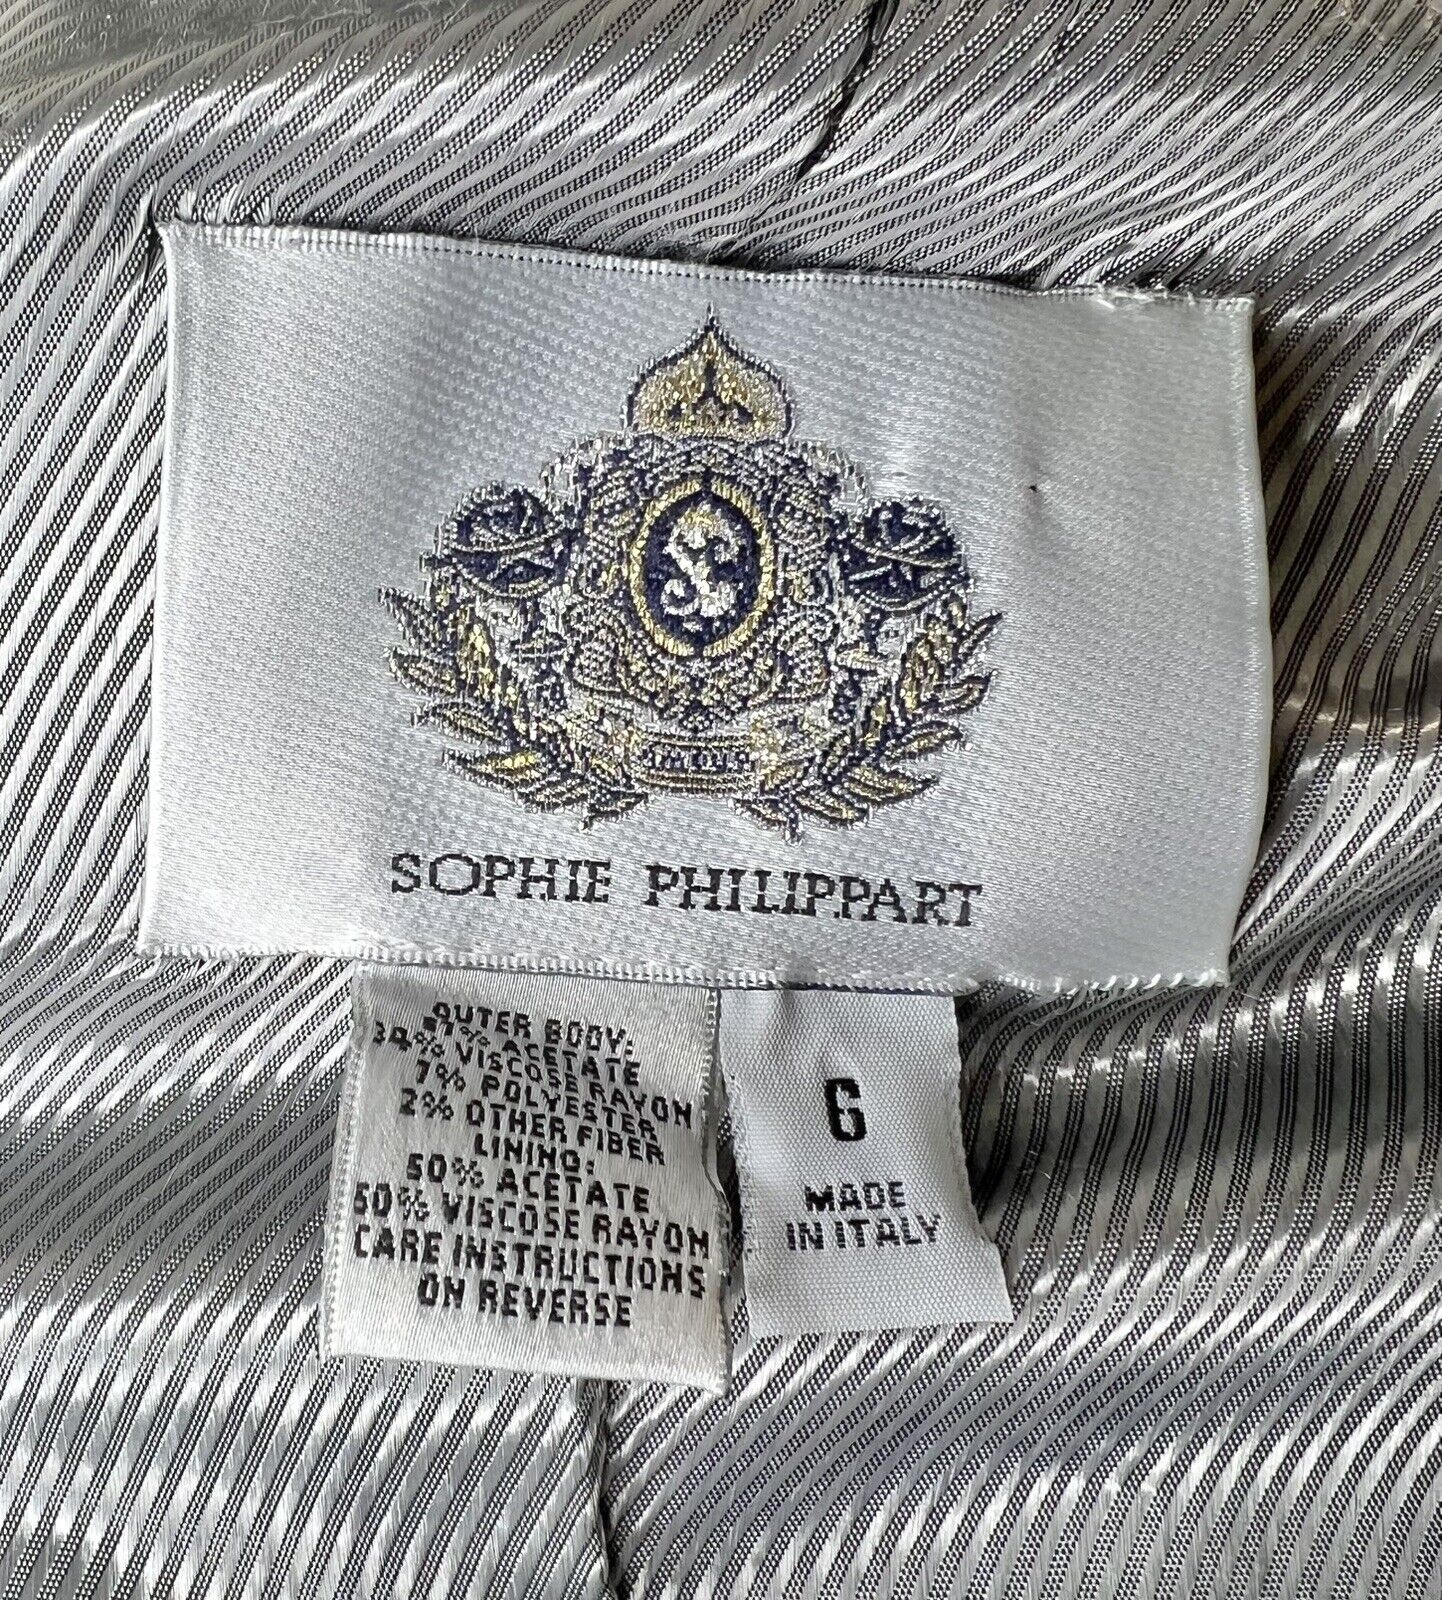 S
SOPHIE PHILIPPART
OUTER BODY:
57% ACETATE
34% VISCOSE RAYON
7% POLYESTER
2% OTHER FIBER
LINING:
50% ACETATE
50% VISCOSE RAYON
CARE INSTRUCTIONS
ON REVERSE
6
MADE
IN ITALY